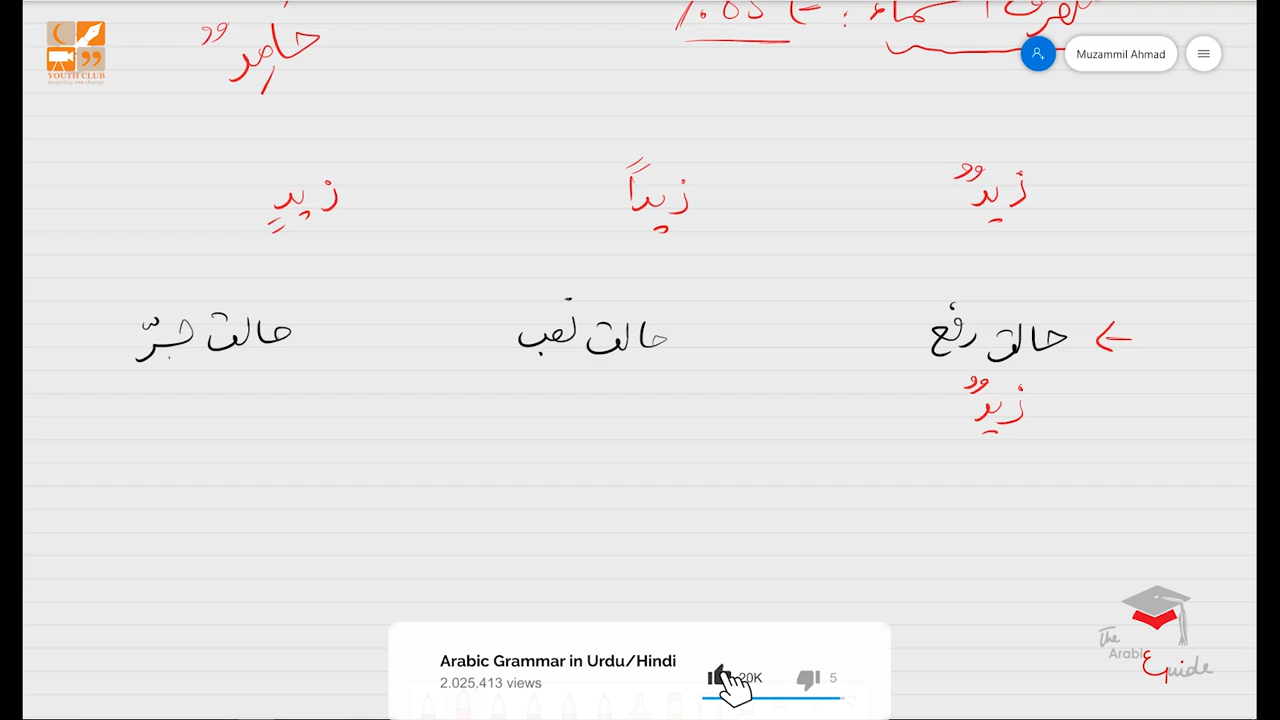 85%
حامدٌ
YOUTH CLUB
Muzammil Ahmad
زیدٌ زیداً زیدٍ
حالت رفع حالت نصب حالت جرّ
زیدٌ
The Arabic Guide
Arabic Grammar in Urdu/Hindi
2.025.413 views
20K 5